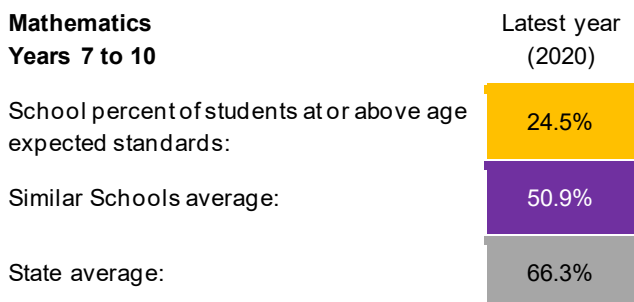 Mathematics Latest year
Years 7 to 10 (2020)
School percent of students at or above age
expected standards: 24.5%
Similar Schools average: 50.9%
State average: 66.3%